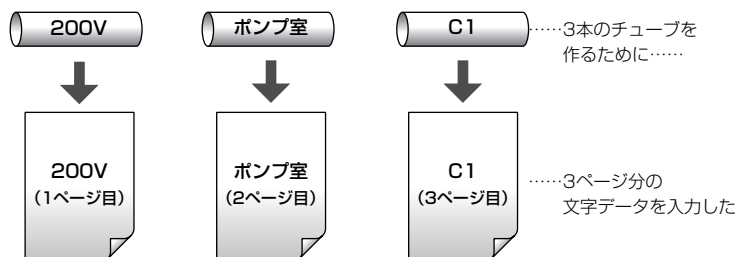 200V
ポンプ室
C1
……3本のチューブを
作るために……
200V
(1ページ目)
ポンプ室
(2ページ目)
C1
(3ページ目)
……3ページ分の
文字データを入力した